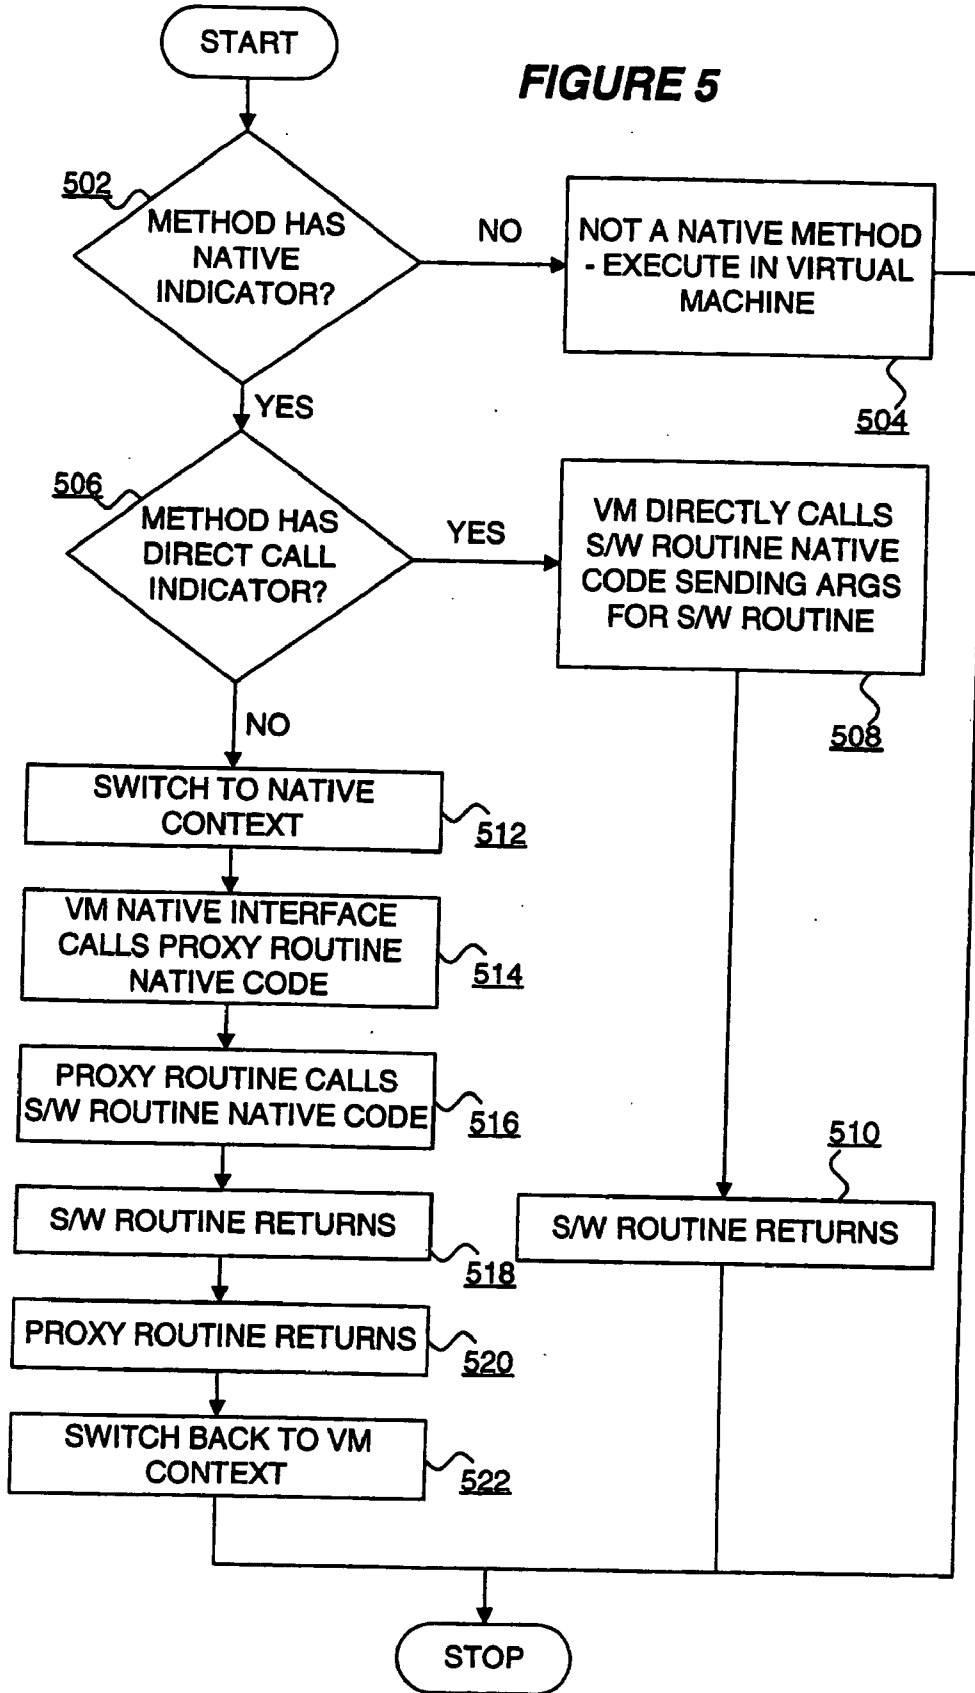 START
FIGURE 5
502
METHOD HAS
NATIVE
INDICATOR?
NO
NOT A NATIVE METHOD
- EXECUTE IN VIRTUAL
MACHINE
504
YES
506
METHOD HAS
DIRECT CALL
INDICATOR?
YES
VM DIRECTLY CALLS
S/W ROUTINE NATIVE
CODE SENDING ARGS
FOR S/W ROUTINE
508
NO
SWITCH TO NATIVE
CONTEXT
512
VM NATIVE INTERFACE
CALLS PROXY ROUTINE
NATIVE CODE
514
PROXY ROUTINE CALLS
S/W ROUTINE NATIVE CODE
516
510
S/W ROUTINE RETURNS
518
S/W ROUTINE RETURNS
PROXY ROUTINE RETURNS
520
SWITCH BACK TO VM
CONTEXT
522
STOP